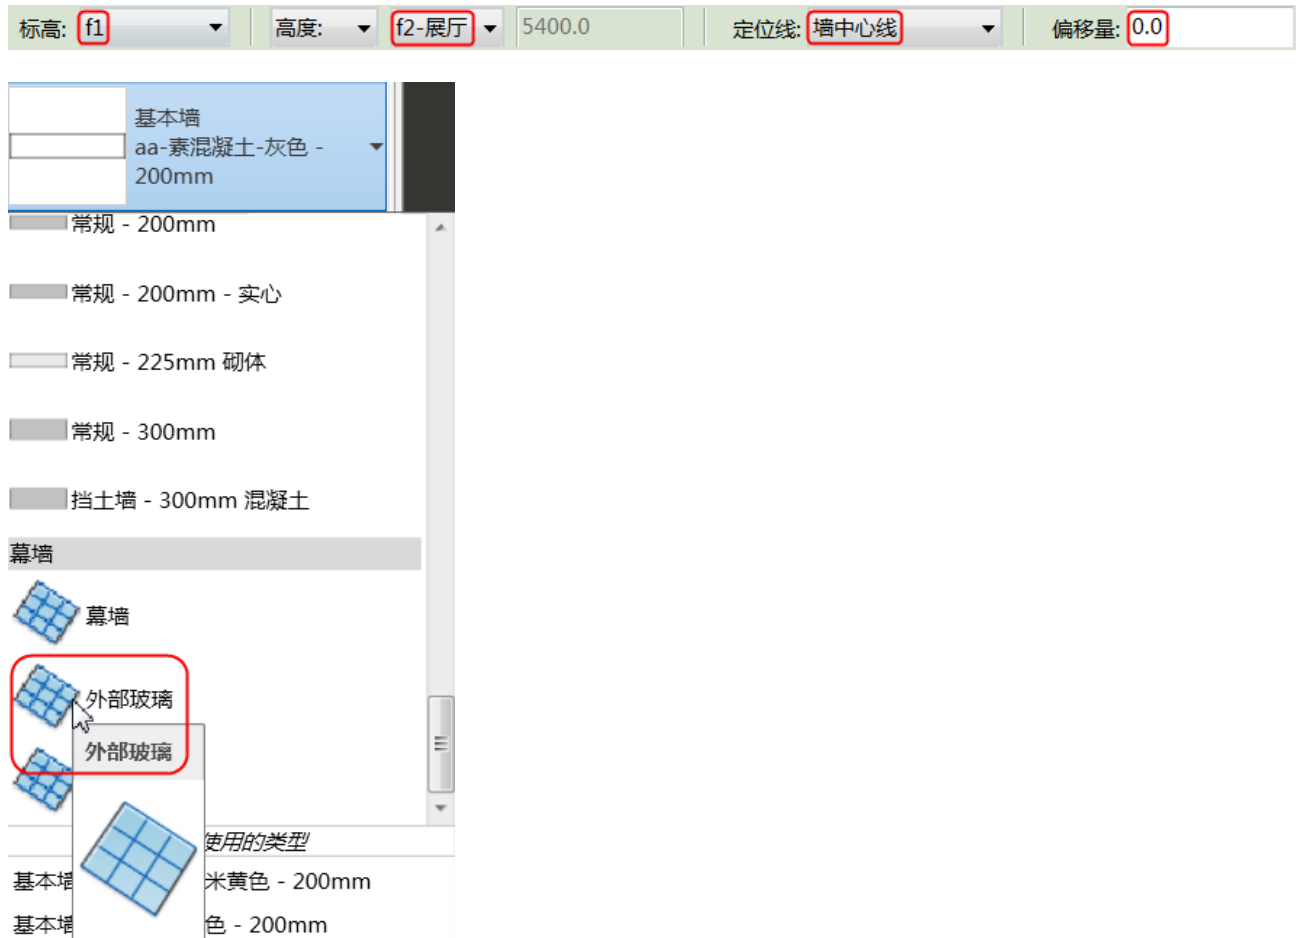 标高: f1 高度: f2-展厅 5400.0 定位线: 墙中心线 偏移量: 0.0
基本墙
aa-素混凝土-灰色 -
200mm
常规 - 200mm
常规 - 200mm - 实心
常规 - 225mm 砌体
常规 - 300mm
挡土墙 - 300mm 混凝土
幕墙
幕墙
外部玻璃
外部玻璃
使用的类型
基本墙 米黄色 - 200mm
基本墙 色 - 200mm